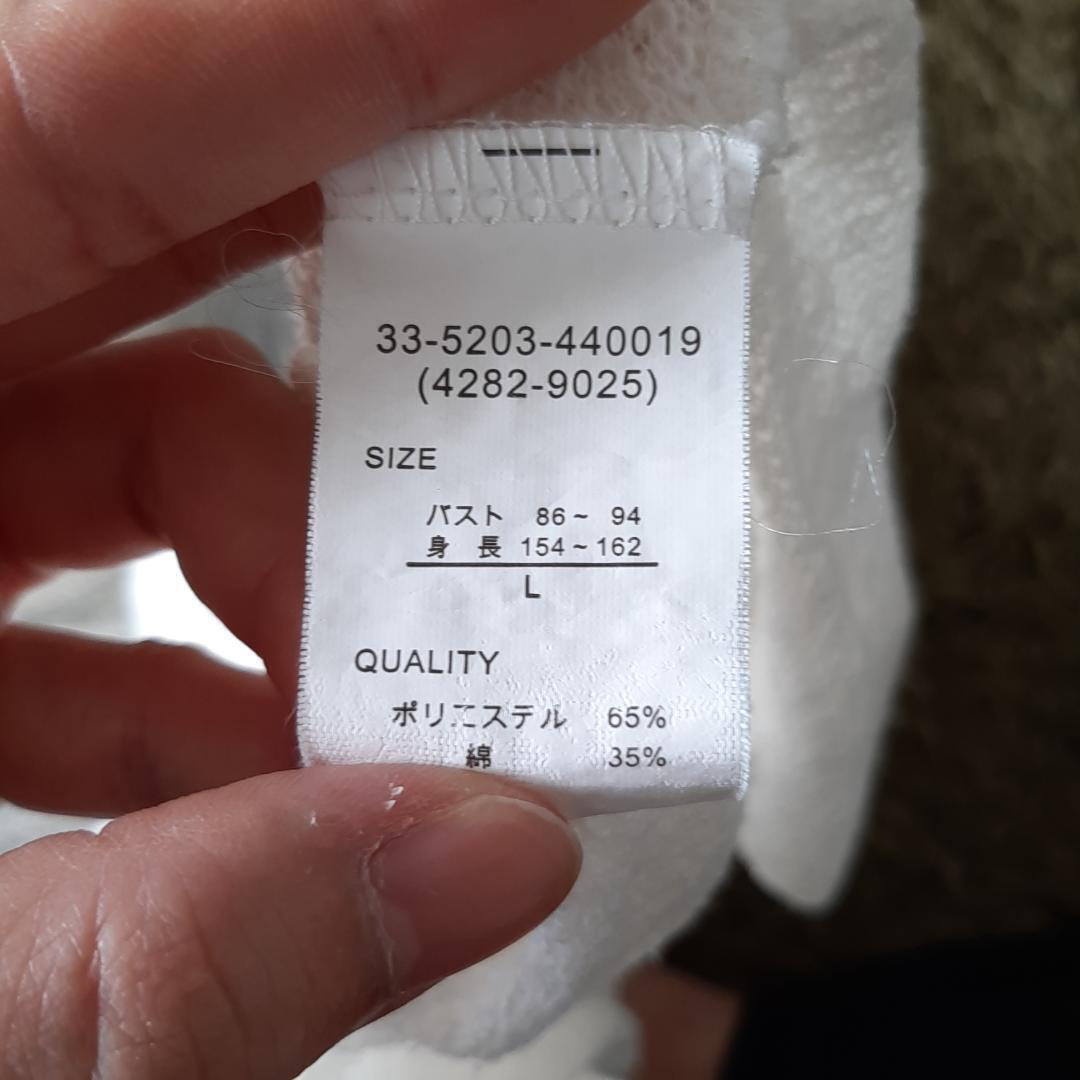 33-5203-440019
(4282-9025)
SIZE
バスト 86~ 94
身 長 154~162
L
QUALITY
ポリエステル 65%
綿 35%